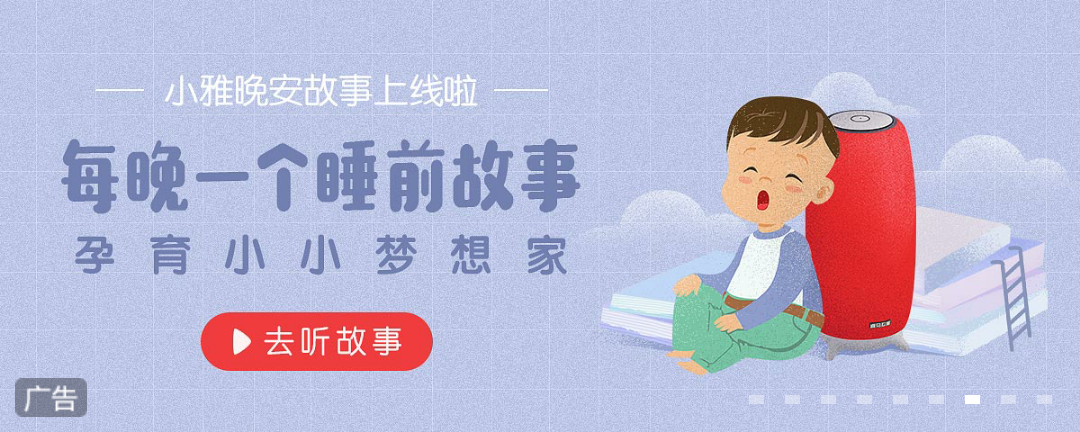 小雅晚安故事上线啦
每晚一个睡前故事
孕育小小梦想家
去听故事
广告